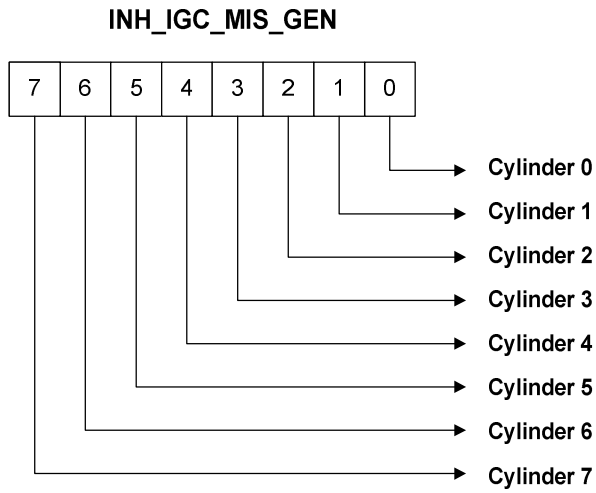 INH_IGC_MIS_GEN
7 6 5 4 3 2 1 0
Cylinder 0
Cylinder 1
Cylinder 2
Cylinder 3
Cylinder 4
Cylinder 5
Cylinder 6
Cylinder 7